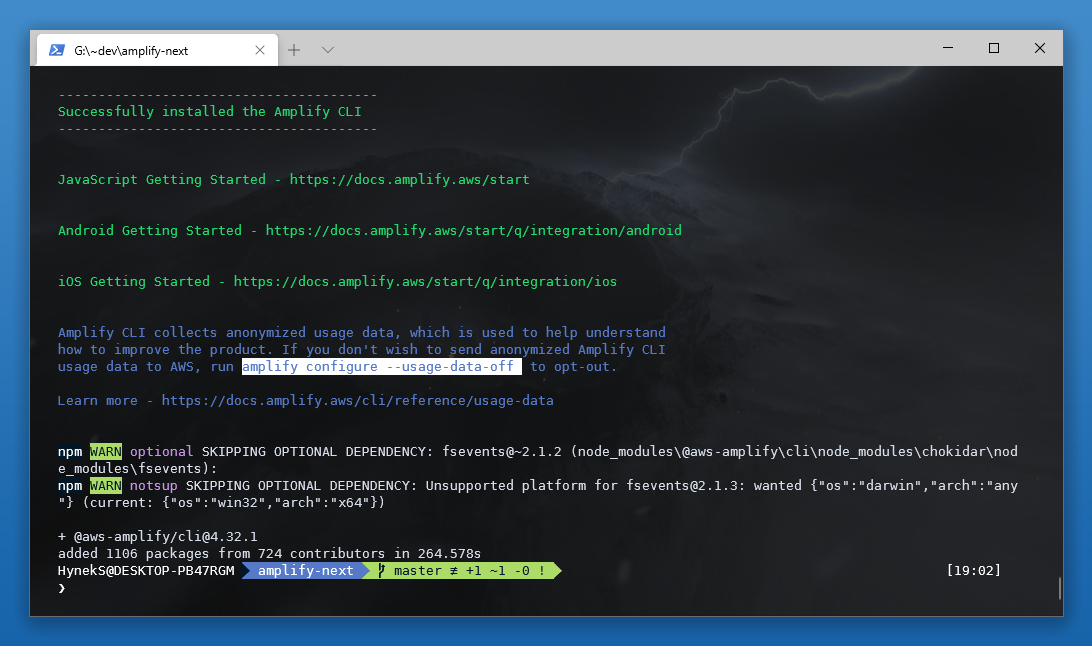 G:\~dev\amplify-next
----------------------------------------
Successfully installed the Amplify CLI
----------------------------------------
JavaScript Getting Started - https://docs.amplify.aws/start
Android Getting Started - https://docs.amplify.aws/start/q/integration/android
iOS Getting Started - https://docs.amplify.aws/start/q/integration/ios
Amplify CLI collects anonymized usage data, which is used to help understand
how to improve the product. If you don't wish to send anonymized Amplify CLI
usage data to AWS, run amplify configure --usage-data-off to opt-out.
Learn more - https://docs.amplify.aws/cli/reference/usage-data
npm WARN optional SKIPPING OPTIONAL DEPENDENCY: fsevents@~2.1.2 (node_modules\@aws-amplify\cli\node_modules\chokidar\nod
e_modules\fsevents):
npm WARN notsup SKIPPING OPTIONAL DEPENDENCY: Unsupported platform for fsevents@2.1.3: wanted {"os":"darwin","arch":"any
"} (current: {"os":"win32","arch":"x64"})
+ @aws-amplify/cli@4.32.1
added 1106 packages from 724 contributors in 264.578s
HynekS@DESKTOP-PB47RGM amplify-next master ≢ +1 ~1 -0 ! [19:02]
❯